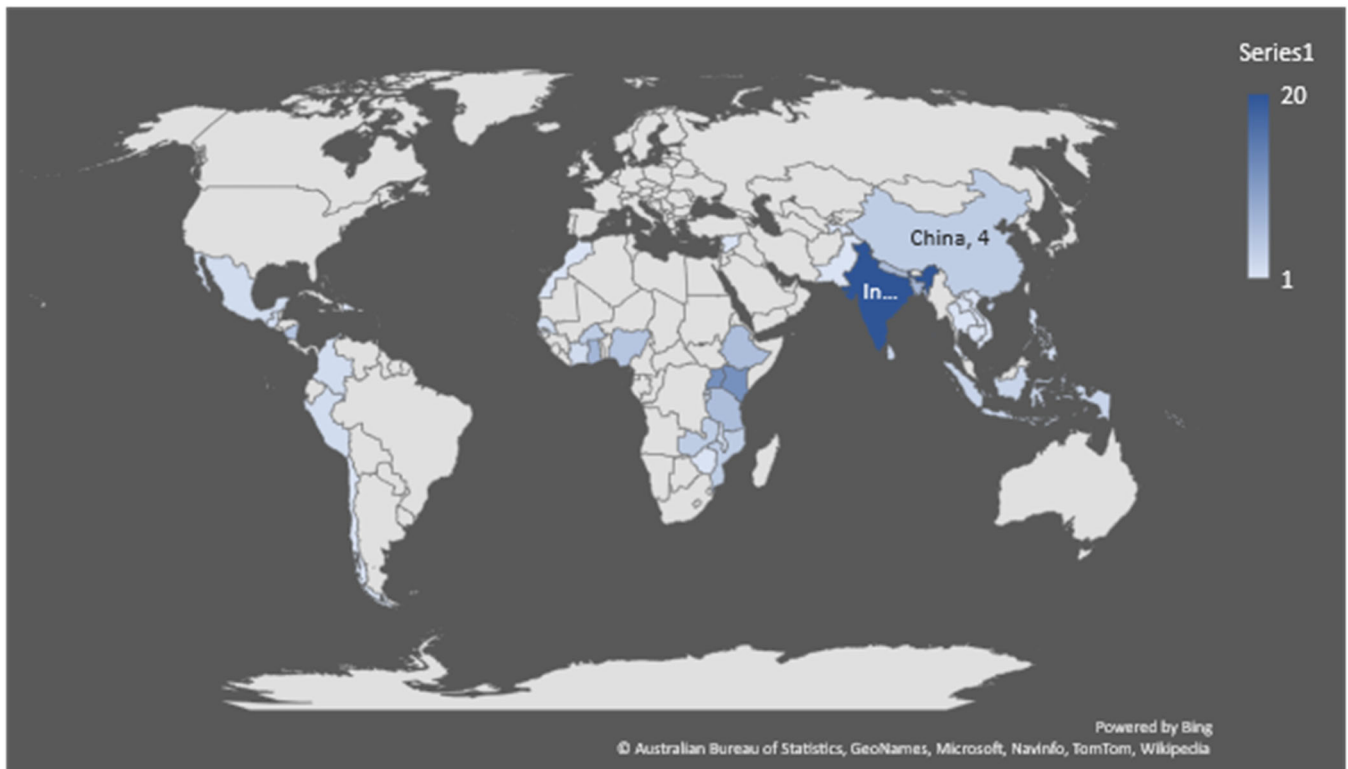 Series1
20
China, 4
In...
1
Powered by Bing
© Australian Bureau of Statistics, GeoNames, Microsoft, Navinfo, TomTom, Wikipedia